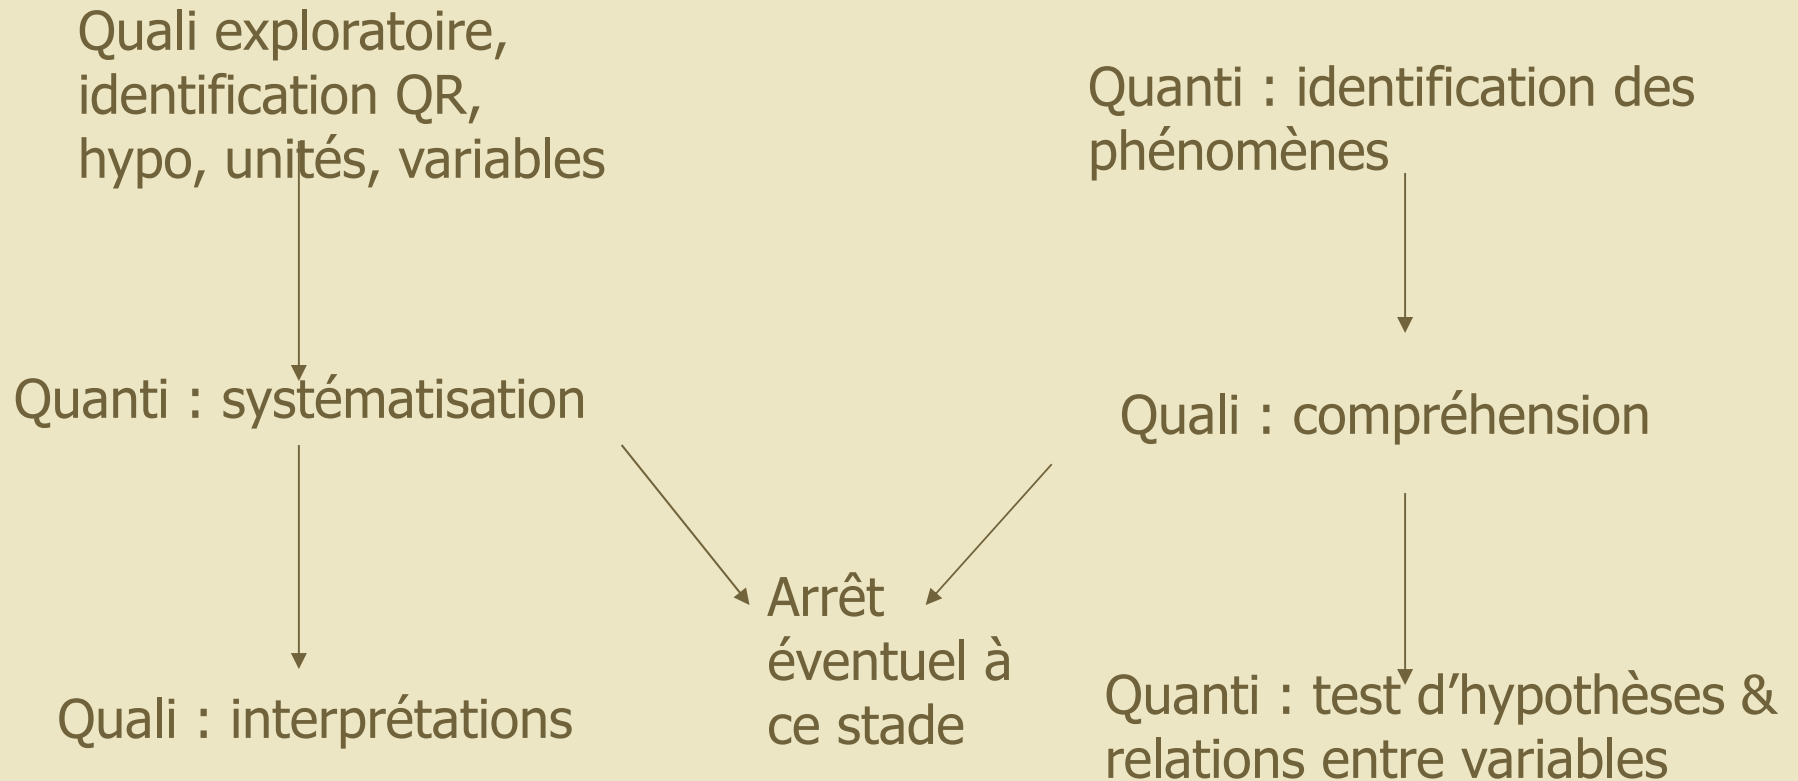 Quali exploratoire,
identification QR,
hypo, unités, variables
Quanti : identification des
phénomènes
Quanti : systématisation
Quali : compréhension
Arrêt
éventuel à
ce stade
Quali : interprétations
Quanti : test d’hypothèses &
relations entre variables